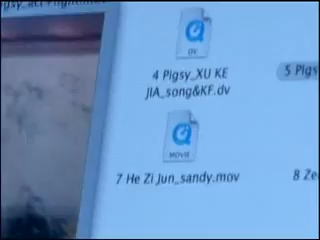 DV
4 Pigsy_XU KE
JIA_song&KF.dv
5 Pigs
MOVIE
7 He Zi Jun_sandy.mov
8 Ze